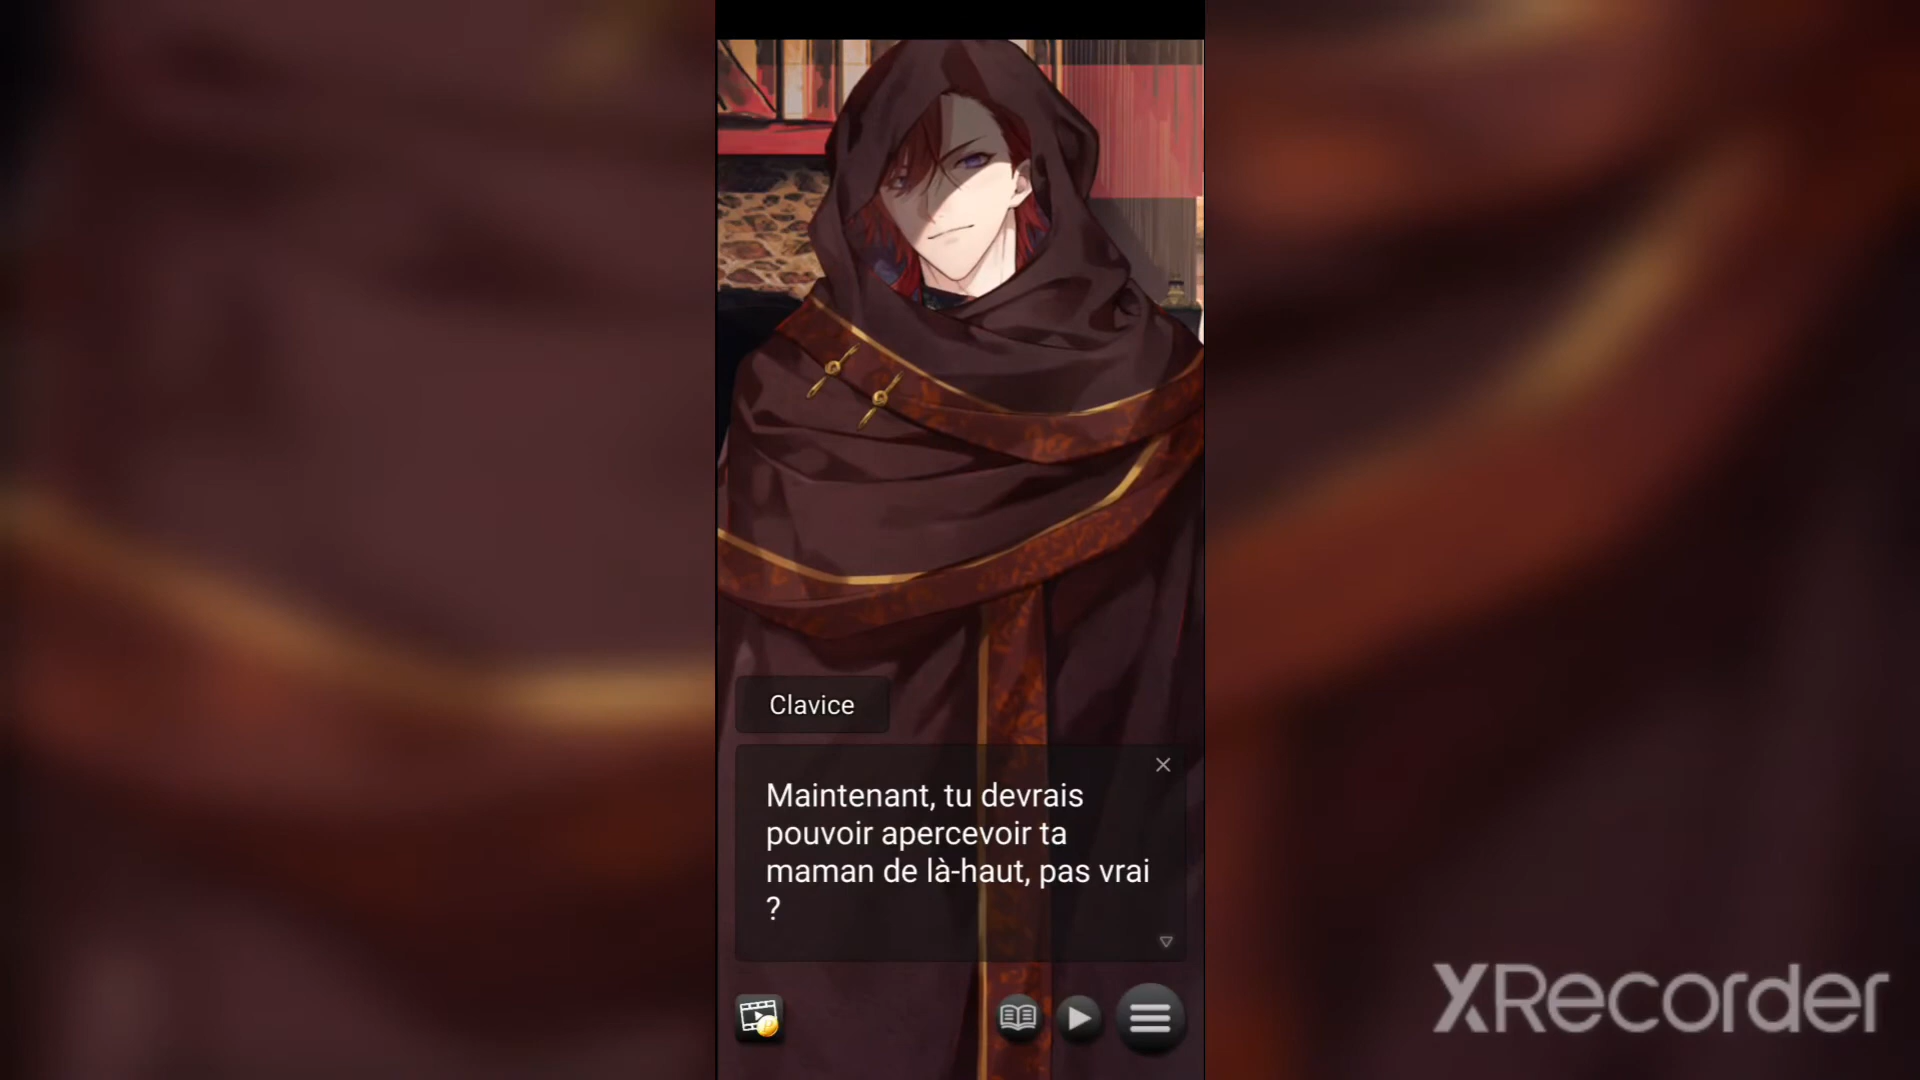 Clavice
Maintenant, tu devrais
pouvoir apercevoir ta
maman de là-haut, pas vrai
?
XRecorder